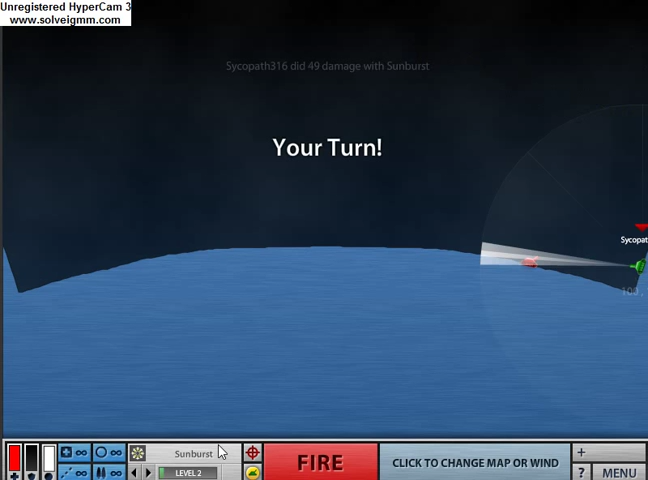 Unregistered HyperCam 3
www.solveigmm.com
Sycopath316 did 49 damage with Sunburst
Your Turn!
Sycopath
100
Sunburst
LEVEL 2
FIRE
CLICK TO CHANGE MAP OR WIND
+
?
MENU